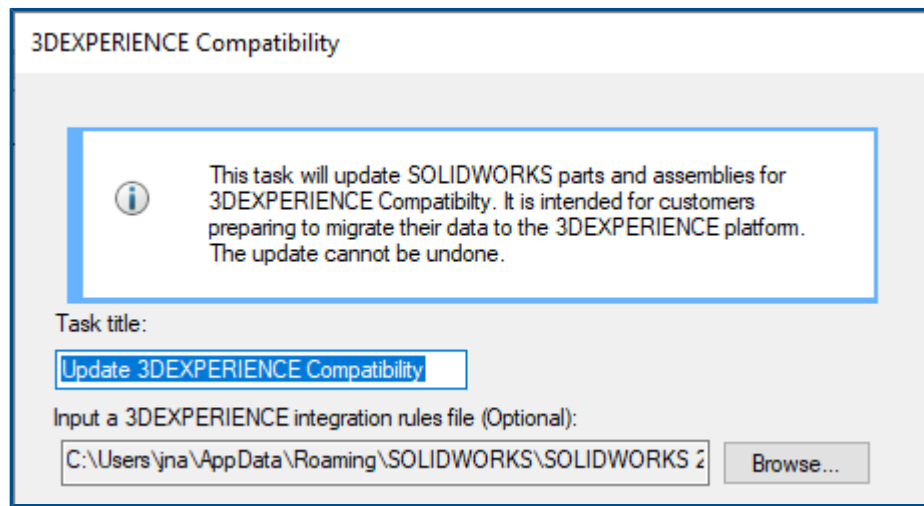 3DEXPERIENCE Compatibility
This task will update SOLIDWORKS parts and assemblies for
3DEXPERIENCE Compatibilty. It is intended for customers
preparing to migrate their data to the 3DEXPERIENCE platform.
The update cannot be undone.
Task title:
Update 3DEXPERIENCE Compatibility
Input a 3DEXPERIENCE integration rules file (Optional):
C:\Users\jna\AppData\Roaming\SOLIDWORKS\SOLIDWORKS 2
Browse...